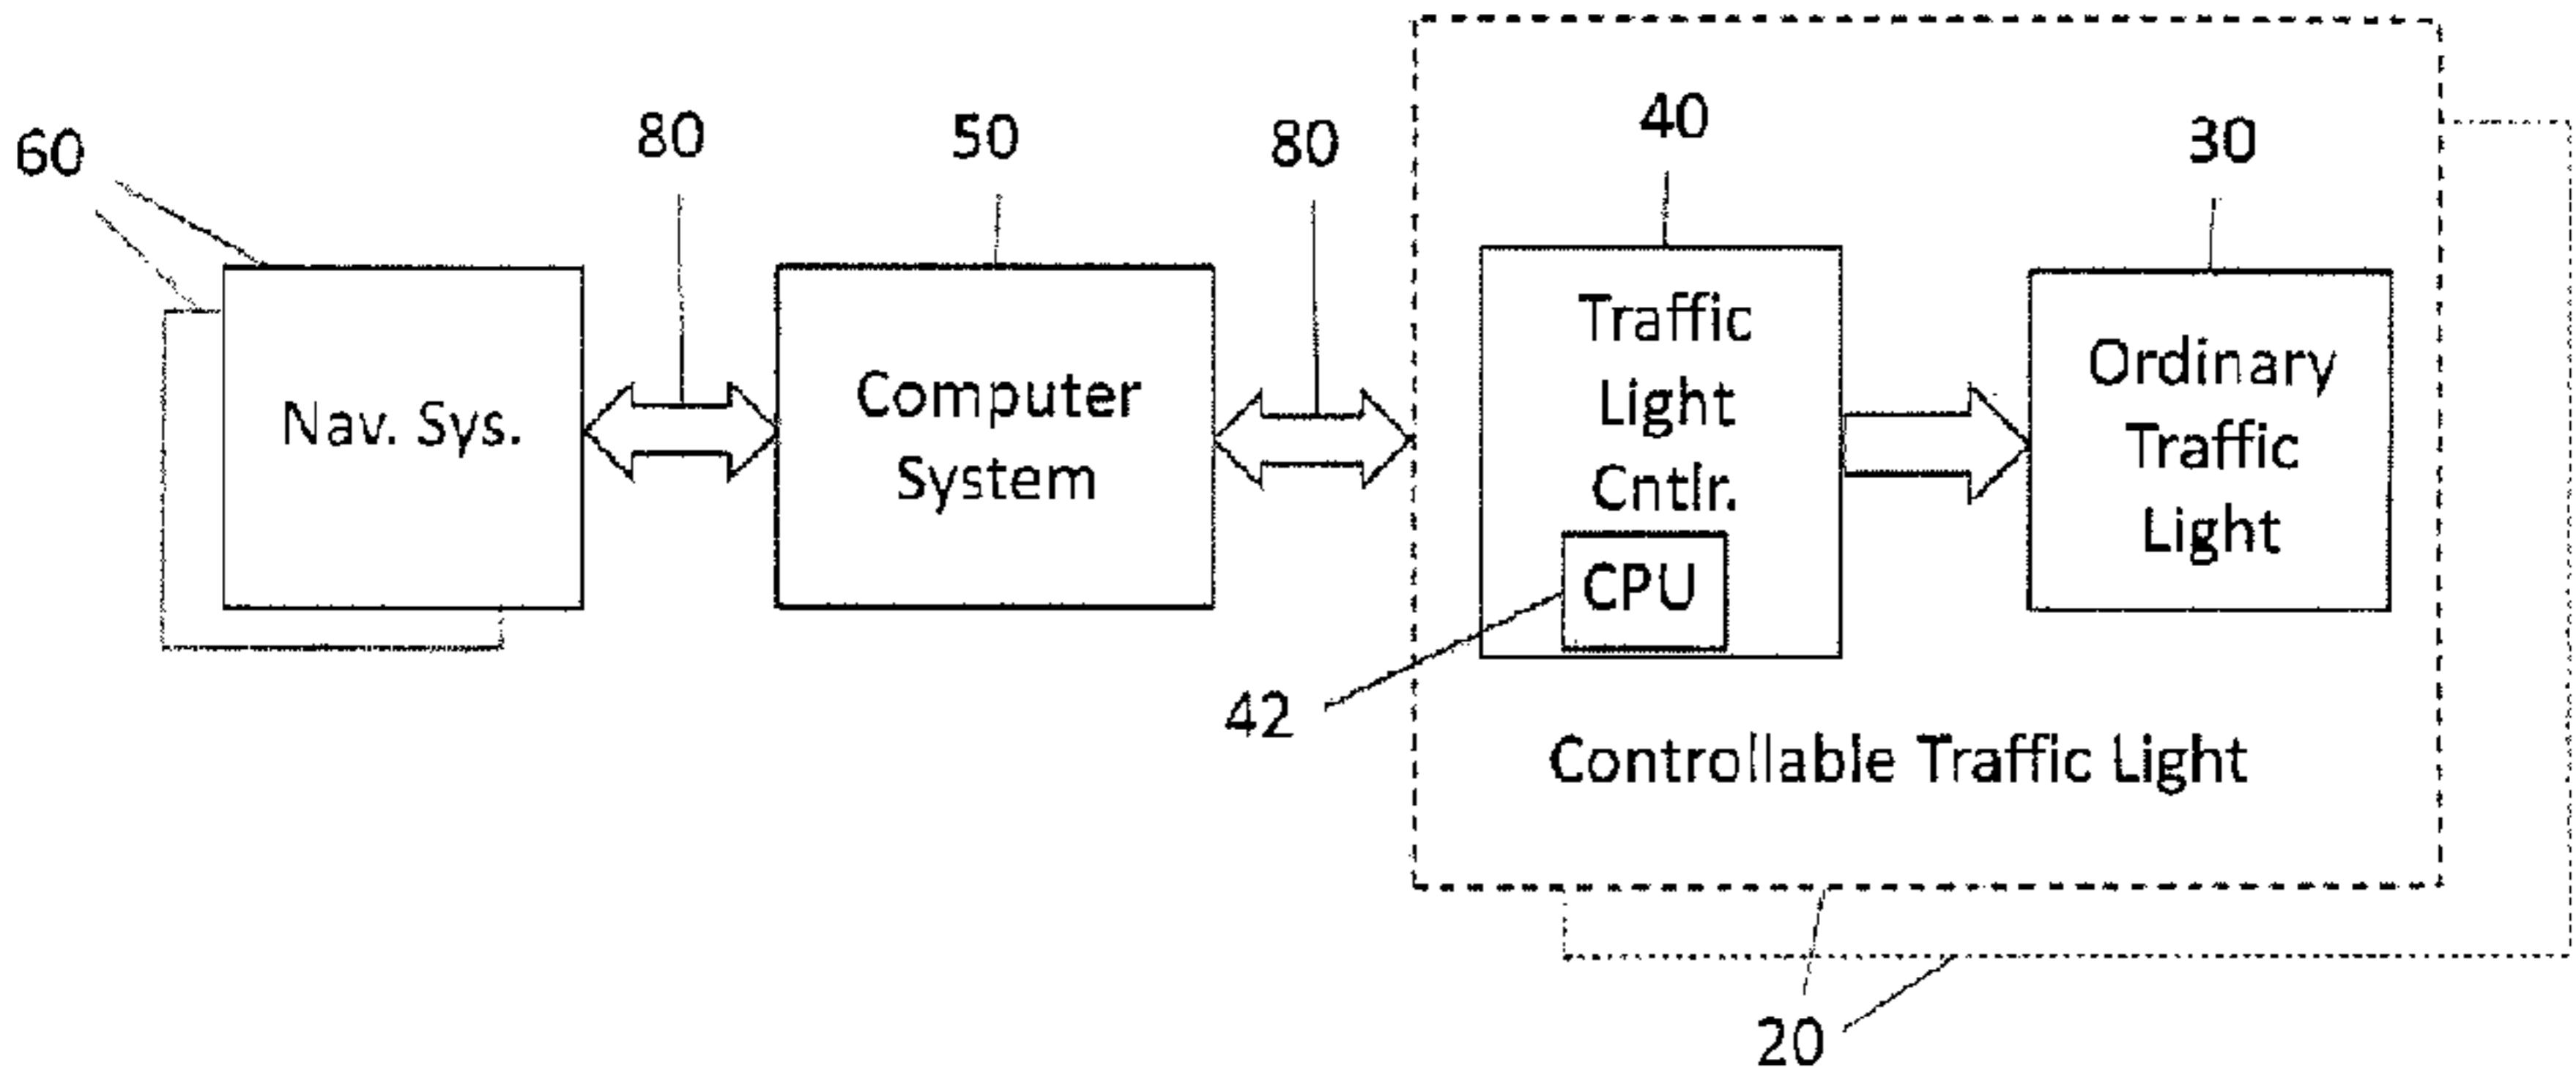 60
80
50
80
40
30
Nav. Sys.
Computer
System
Traffic
Light
Cntlr.
CPU
Ordinary
Traffic
Light
42
Controllable Traffic Light
20